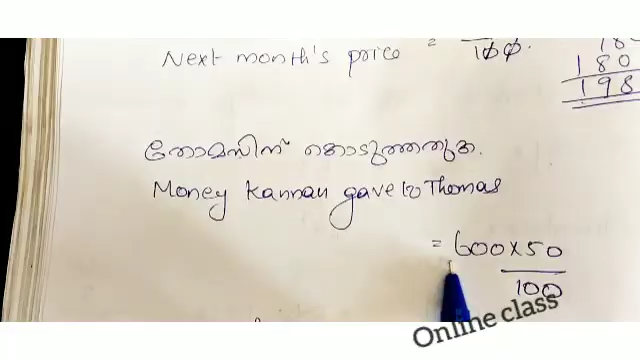 Next month's price = 100.
180
198
തോമസിന് കൊടുത്തതുക.
Money Kannan gave to Thomas
= 600x50
100
Online class